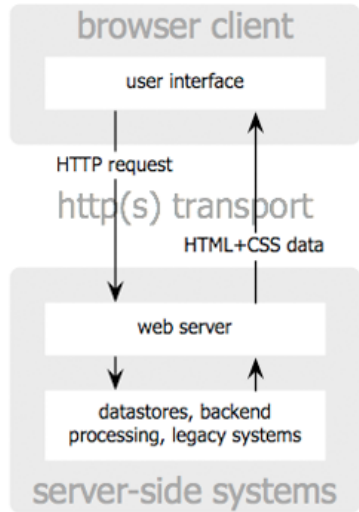 browser client
user interface
HTTP request
http(s) transport
HTML+CSS data
web server
datastores, backend
processing, legacy systems
server-side systems